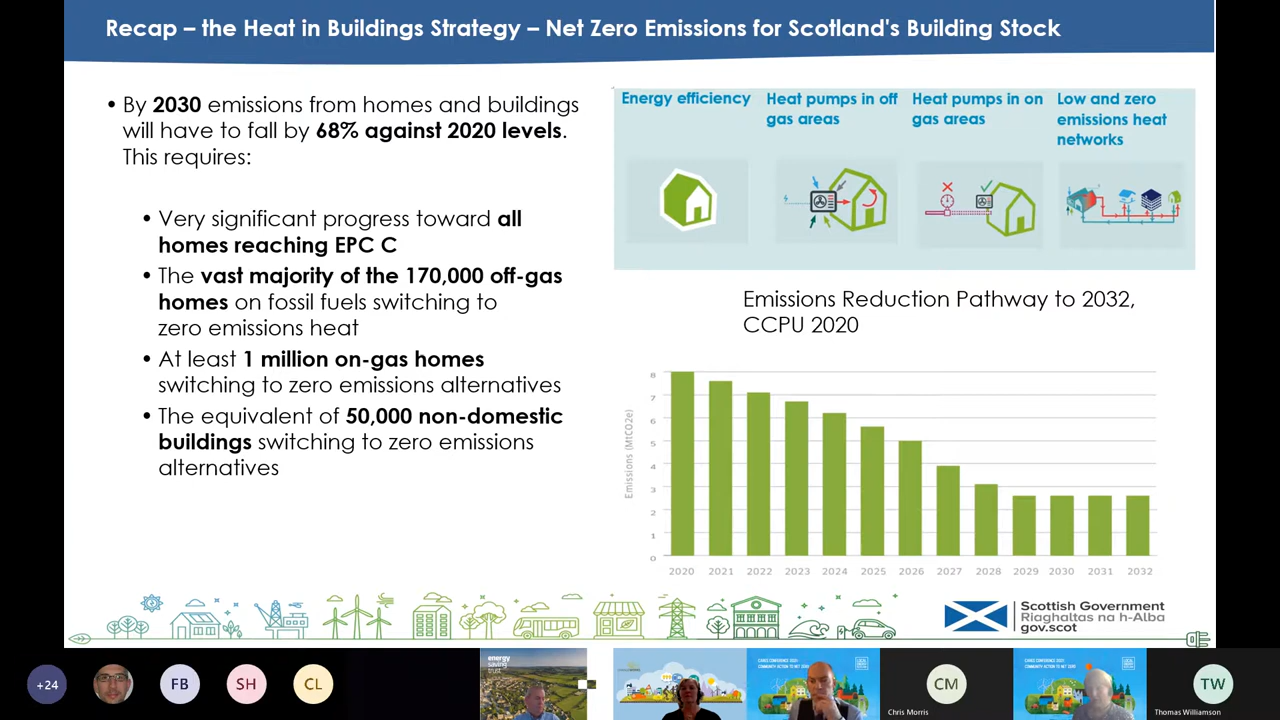 Recap – the Heat in Buildings Strategy – Net Zero Emissions for Scotland's Building Stock
• By 2030 emissions from homes and buildings
will have to fall by 68% against 2020 levels.
This requires:
• Very significant progress toward all
homes reaching EPC C
• The vast majority of the 170,000 off-gas
homes on fossil fuels switching to
zero emissions heat
• At least 1 million on-gas homes
switching to zero emissions alternatives
• The equivalent of 50,000 non-domestic
buildings switching to zero emissions
alternatives
Energy efficiency
Heat pumps in off
gas areas
Heat pumps in on
gas areas
Low and zero
emissions heat
networks
Emissions Reduction Pathway to 2032,
CCPU 2020
Emissions (MtCO2e)
8
7
6
5
4
3
2
1
0
2020 2021 2022 2023 2024 2025 2026 2027 2028 2029 2030 2031 2032
Scottish Government
Riaghaltas na h-Alba
gov.scot
+24
FB
SH
CL
energy
saving
trust
CM
Chris Morris
TW
Thomas Williamson